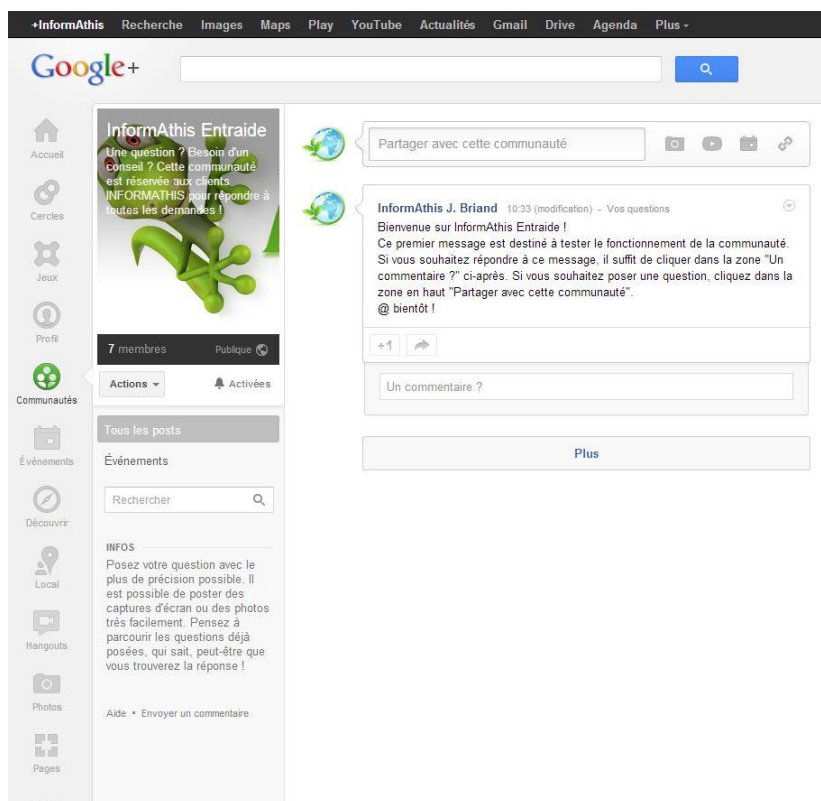 +InformAthis Recherche Images Maps Play YouTube Actualités Gmail Drive Agenda Plus
Google+
Accueil
Cercles
Jeux
Profil
Communautés
Événements
Découvrir
Local
Hangouts
Photos
Pages
InformAthis Entraide
Une question ? Besoin d'un
conseil ? Cette communauté
est réservée aux clients
INFORMATHIS pour répondre à
toutes les demandes !
7 membres Publique
Actions Activées
Tous les posts
Événements
Rechercher
INFOS
Posez votre question avec le
plus de précision possible. Il
est possible de poster des
captures d'écran ou des photos
très facilement. Pensez à
parcourir les questions déjà
posées, qui sait, peut-être que
vous trouverez la réponse !
Aide • Envoyer un commentaire
Partager avec cette communauté
InformAthis J. Briand 10:33 (modification) - Vos questions
Bienvenue sur InformAthis Entraide !
Ce premier message est destiné à tester le fonctionnement de la communauté.
Si vous souhaitez répondre à ce message, il suffit de cliquer dans la zone "Un
commentaire ?" ci-après. Si vous souhaitez poser une question, cliquez dans la
zone en haut "Partager avec cette communauté".
@ bientôt !
+1
Un commentaire ?
Plus